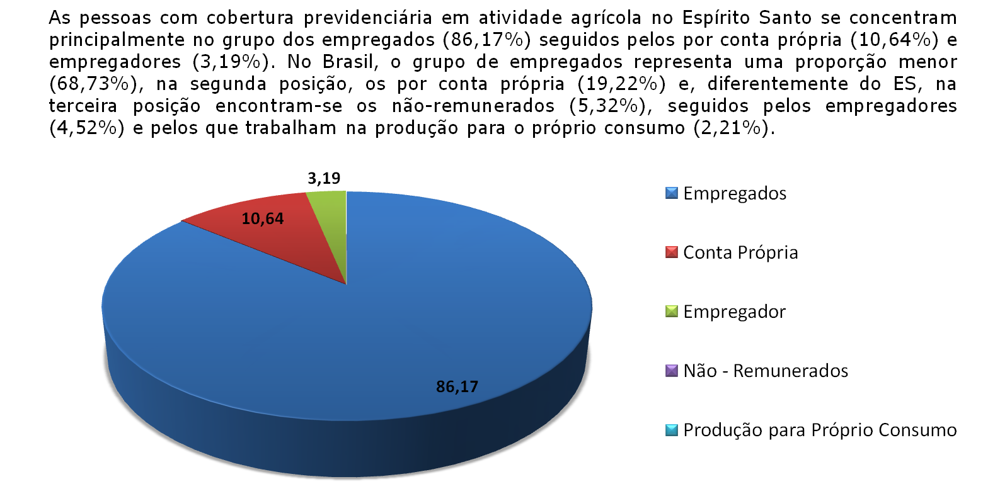 As pessoas com cobertura previdenciária em atividade agrícola no Espírito Santo se concentram
principalmente no grupo dos empregados (86,17%) seguidos pelos por conta própria (10,64%) e
empregadores (3,19%). No Brasil, o grupo de empregados representa uma proporção menor
(68,73%), na segunda posição, os por conta própria (19,22%) e, diferentemente do ES, na
terceira posição encontram-se os não-remunerados (5,32%), seguidos pelos empregadores
(4,52%) e pelos que trabalham na produção para o próprio consumo (2,21%).
3,19
10,64
86,17
Empregados
Conta Própria
Empregador
Não - Remunerados
Produção para Próprio Consumo